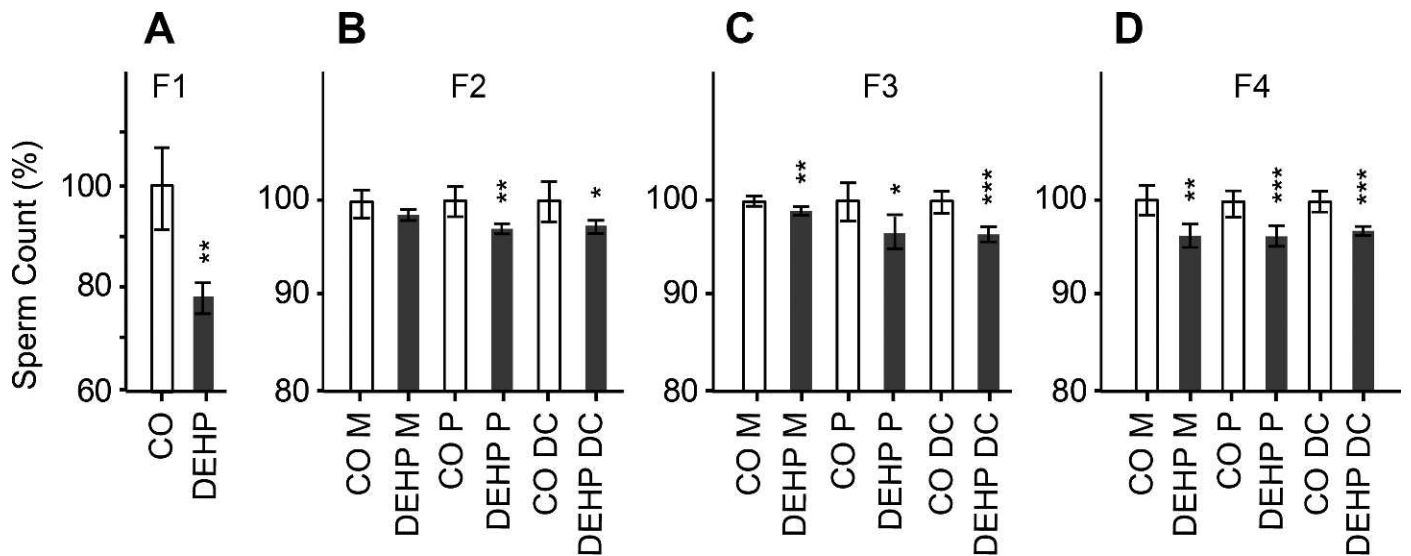 A
B
C
D
F1
F2
F3
F4
Sperm Count (%)
100
80
60
100
90
80
100
90
80
100
90
80
**
**
*
**
*
***
**
***
***
CO
DEHP
CO M
DEHP M
CO P
DEHP P
CO DC
DEHP DC
CO M
DEHP M
CO P
DEHP P
CO DC
DEHP DC
CO M
DEHP M
CO P
DEHP P
CO DC
DEHP DC